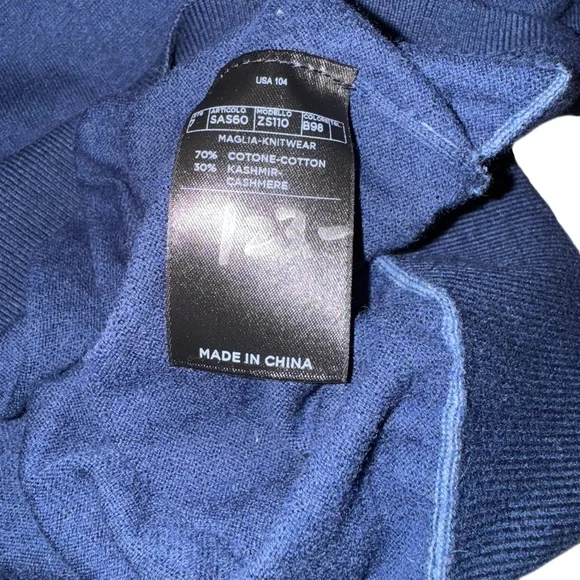 USA 104
ARTICOLO. MODELLO COLORE
SAS60 ZS110 B98
MAGLIA-KNITWEAR
70% COTONE-COTTON
30% KASHMIR-
CASHMERE
MADE IN CHINA